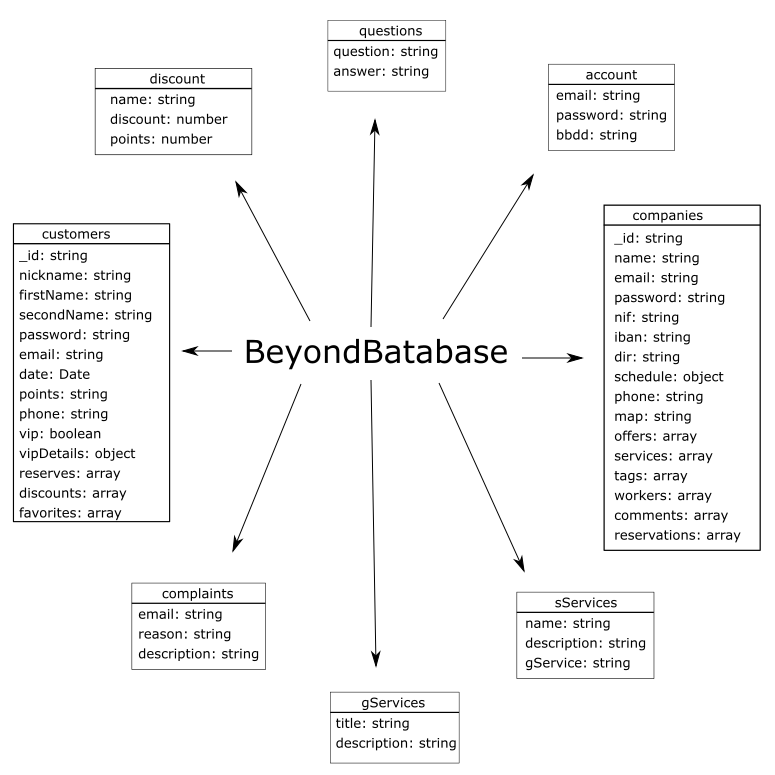 questions
question: string
answer: string
discount
name: string
discount: number
points: number
account
email: string
password: string
bbdd: string
customers
_id: string
nickname: string
firstName: string
secondName: string
password: string
email: string
date: Date
points: string
phone: string
vip: boolean
vipDetails: object
reserves: array
discounts: array
favorites: array
BeyondBatabase
companies
_id: string
name: string
email: string
password: string
nif: string
iban: string
dir: string
schedule: object
phone: string
map: string
offers: array
services: array
tags: array
workers: array
comments: array
reservations: array
complaints
email: string
reason: string
description: string
sServices
name: string
description: string
gService: string
gServices
title: string
description: string